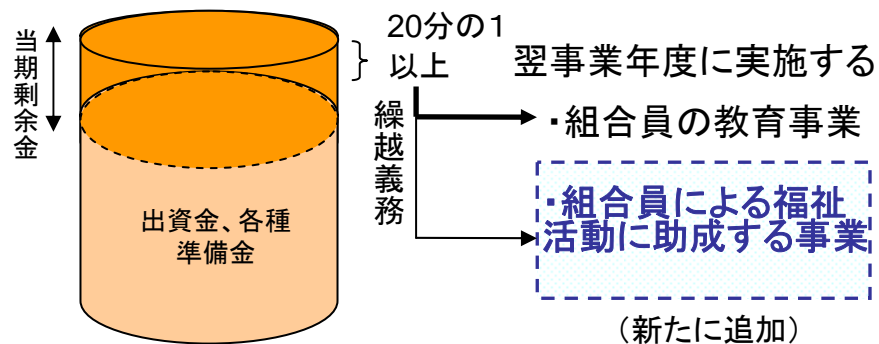 当期剰余金
20分の1
以上
繰越義務
出資金、各種
準備金
翌事業年度に実施する
・組合員の教育事業
・組合員による福祉
活動に助成する事業
（新たに追加）